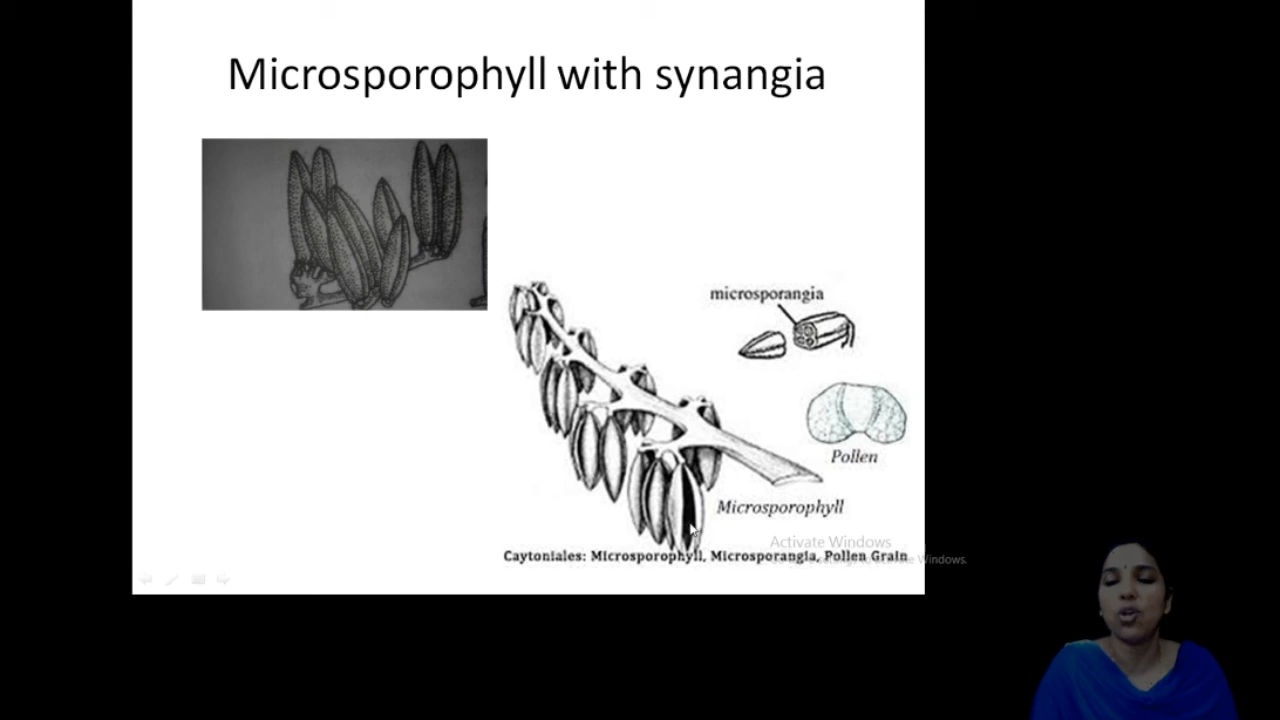 Microsporophyll with synangia
microsporangia
Pollen
Microsporophyll
Activate Windows
Caytoniales: Microsporophyll, Microsporangia, Pollen Grain
Windows.